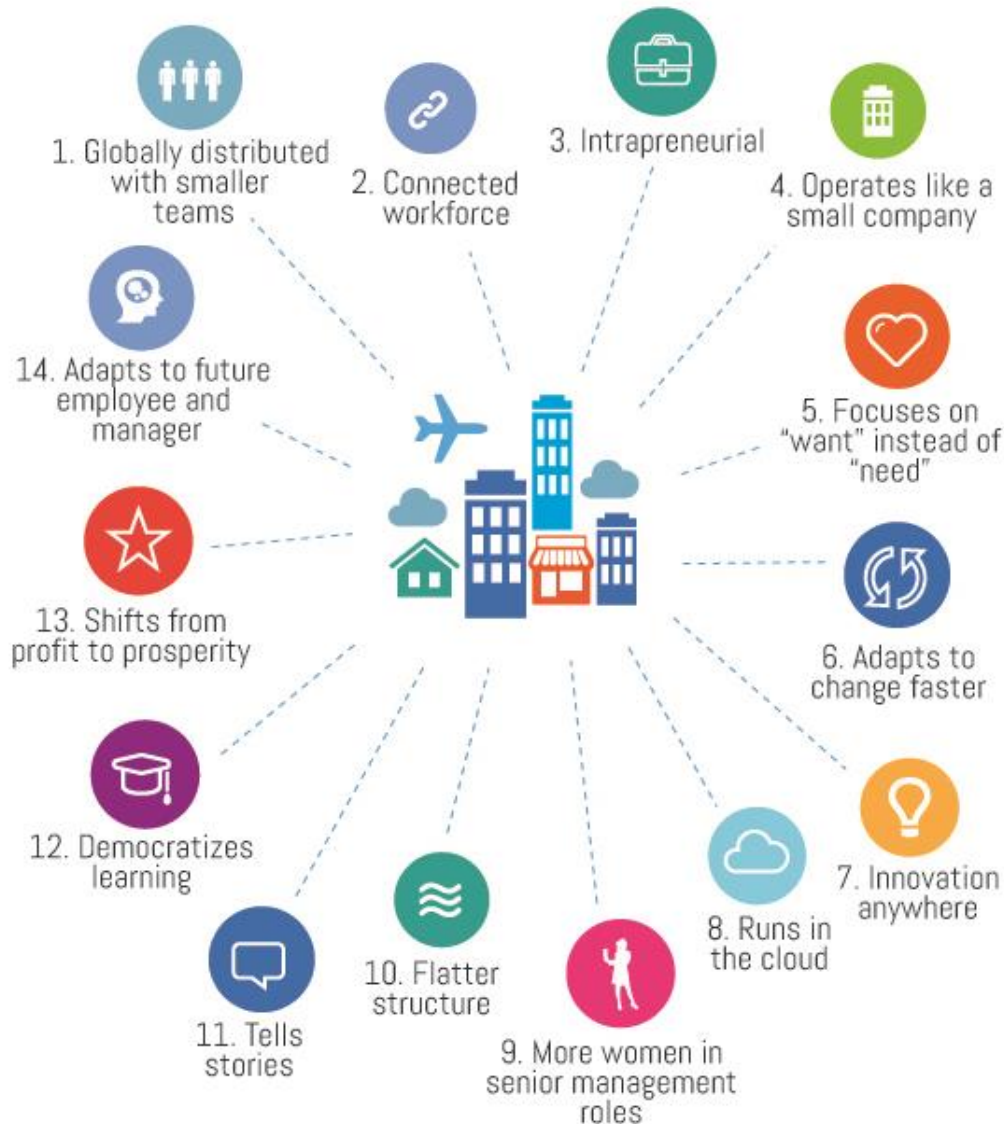 1. Globally distributed
with smaller
teams
2. Connected
workforce
3. Intrapreneurial
4. Operates like a
small company
5. Focuses on
“want” instead of
“need”
6. Adapts to
change faster
7. Innovation
anywhere
8. Runs in
the cloud
9. More women in
senior management
roles
10. Flatter
structure
11. Tells
stories
12. Democratizes
learning
13. Shifts from
profit to prosperity
14. Adapts to future
employee and
manager